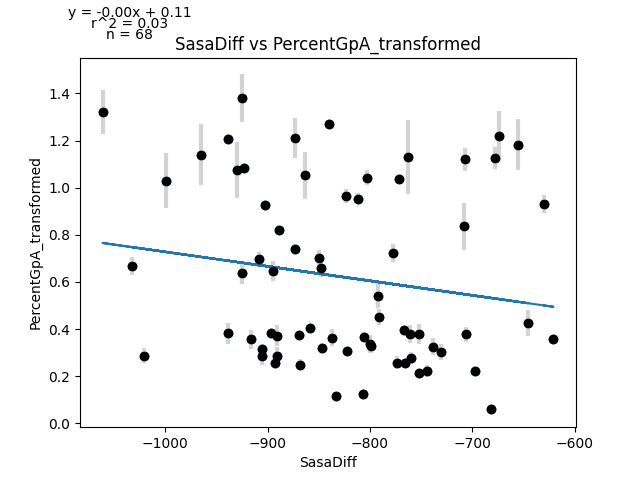 y = -0.00x + 0.11
r^2 = 0.03
n = 68
SasaDiff vs PercentGpA_transformed
PercentGpA_transformed
1.4
1.2
1.0
0.8
0.6
0.4
0.2
0.0
−1000
−900
−800
−700
−600
SasaDiff